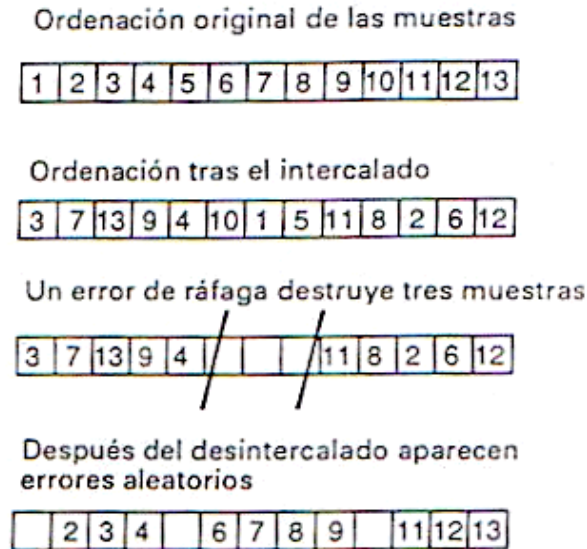 Ordenación original de las muestras
1 2 3 4 5 6 7 8 9 10 11 12 13
Ordenación tras el intercalado
3 7 13 9 4 10 1 5 11 8 2 6 12
Un error de ráfaga destruye tres muestras
3 7 13 9 4 11 8 2 6 12
Después del desintercalado aparecen
errores aleatorios
2 3 4 6 7 8 9 11 12 13